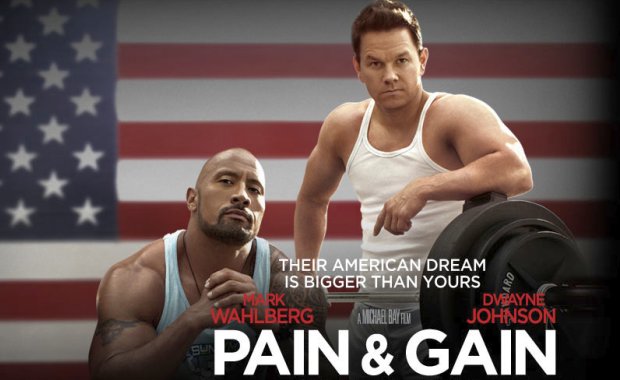 THEIR AMERICAN DREAM
IS BIGGER THAN YOURS
MARK
WAHLBERG
A MICHAEL BAY FILM
DWAYNE
JOHNSON
PAIN & GAIN